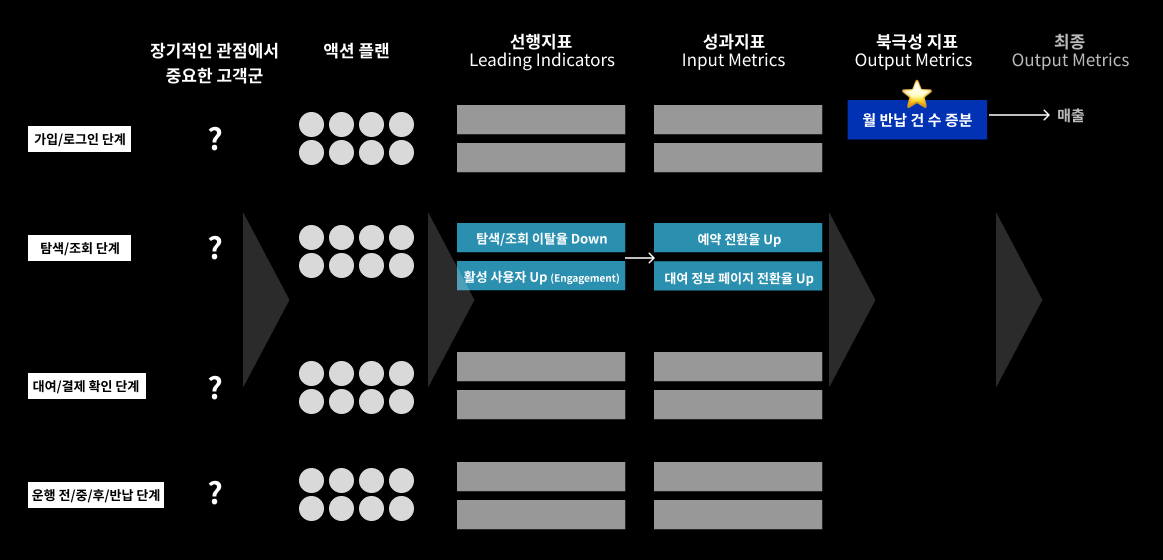 장기적인 관점에서
중요한 고객군
액션 플랜
선행지표
Leading Indicators
성과지표
Input Metrics
북극성 지표
Output Metrics
최종
Output Metrics
가입/로그인 단계
?
월 반납 건 수 증분
매출
탐색/조회 단계
?
탐색/조회 이탈율 Down
예약 전환율 Up
활성 사용자 Up (Engagement)
대여 정보 페이지 전환율 Up
대여/결제 확인 단계
?
운행 전/중/후/반납 단계
?